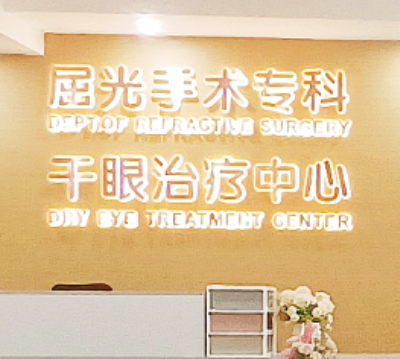 屈光手术专科
DEPT.OF REFRACTIVE SURGERY
干眼治疗中心
DRY EYE TREATMENT CENTER